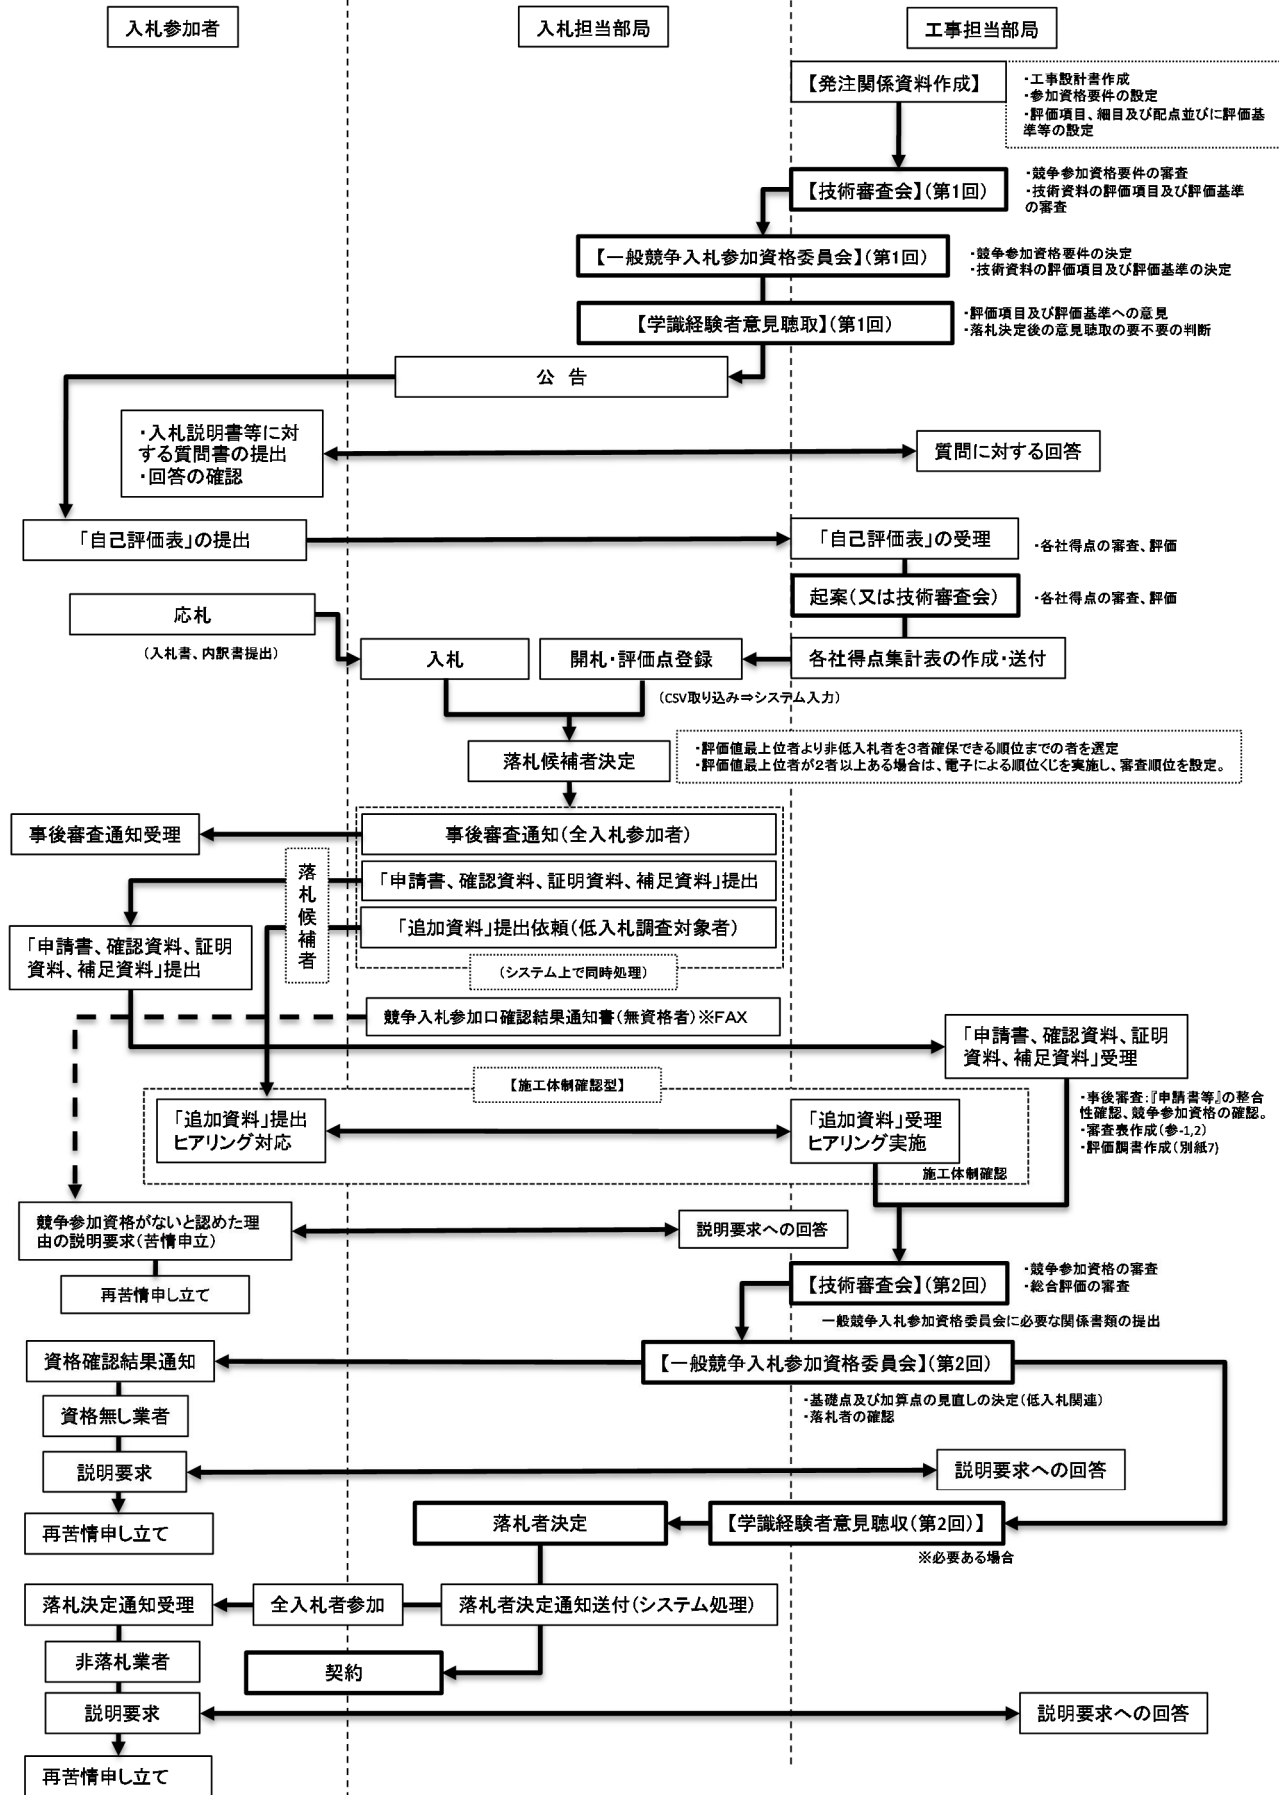 入札参加者
入札担当部局
工事担当部局
【発注関係資料作成】
・工事設計書作成
・参加資格要件の設定
・評価項目、細目及び配点並びに評価基
準等の設定
【技術審査会】(第1回)
・競争参加資格要件の審査
・技術資料の評価項目及び評価基準
の審査
【一般競争入札参加資格委員会】(第1回)
・競争参加資格要件の決定
・技術資料の評価項目及び評価基準の決定
【学識経験者意見聴取】(第1回)
・評価項目及び評価基準への意見
・落札決定後の意見聴取の要不要の判断
公 告
・入札説明書等に対
する質問書の提出
・回答の確認
質問に対する回答
「自己評価表」の提出
「自己評価表」の受理
・各社得点の審査、評価
起案(又は技術審査会)
・各社得点の審査、評価
応札
(入札書、内訳書提出)
入札
開札・評価点登録
各社得点集計表の作成・送付
(CSV取り込み⇒システム入力)
落札候補者決定
・評価値最上位者より非低入札者を3者確保できる順位までの者を選定
・評価値最上位者が2者以上ある場合は、電子による順位くじを実施し、審査順位を設定。
事後審査通知受理
事後審査通知(全入札参加者)
落札候補者
「申請書、確認資料、証明資料、補足資料」提出
「追加資料」提出依頼(低入札調査対象者)
「申請書、確認資料、証明
資料、補足資料」提出
(システム上で同時処理)
競争入札参加口確認結果通知書(無資格者)※FAX
「申請書、確認資料、証明
資料、補足資料」受理
【施工体制確認型】
「追加資料」提出
ヒアリング対応
「追加資料」受理
ヒアリング実施
施工体制確認
・事後審査:『申請書等』の整合
性確認、競争参加資格の確認。
・審査表作成(参-1,2)
・評価調書作成(別紙7)
競争参加資格がないと認めた理
由の説明要求(苦情申立)
説明要求への回答
再苦情申し立て
【技術審査会】(第2回)
・競争参加資格の審査
・総合評価の審査
一般競争入札参加資格委員会に必要な関係書類の提出
資格確認結果通知
【一般競争入札参加資格委員会】(第2回)
・基礎点及び加算点の見直しの決定(低入札関連)
・落札者の確認
資格無し業者
説明要求
説明要求への回答
再苦情申し立て
落札者決定
【学識経験者意見聴収(第2回)】
※必要ある場合
落札決定通知受理
全入札者参加
落札者決定通知送付(システム処理)
非落札業者
契約
説明要求
説明要求への回答
再苦情申し立て